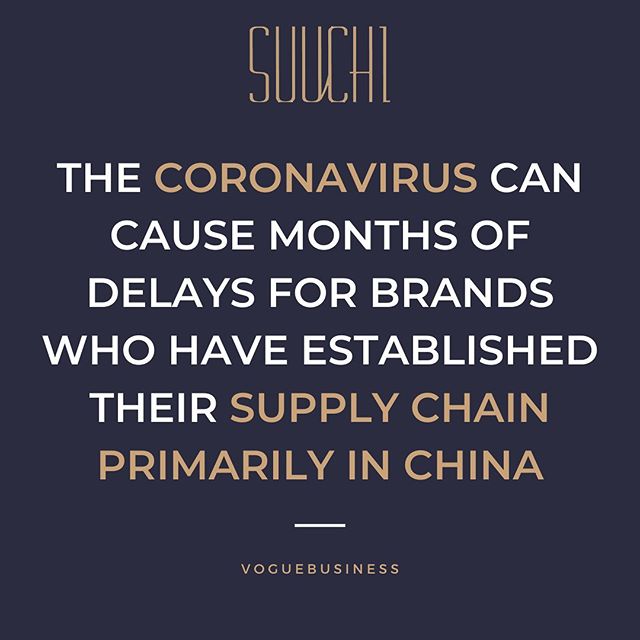 SUUCHI
THE CORONAVIRUS CAN
CAUSE MONTHS OF
DELAYS FOR BRANDS
WHO HAVE ESTABLISHED
THEIR SUPPLY CHAIN
PRIMARILY IN CHINA
VOGUEBUSINESS